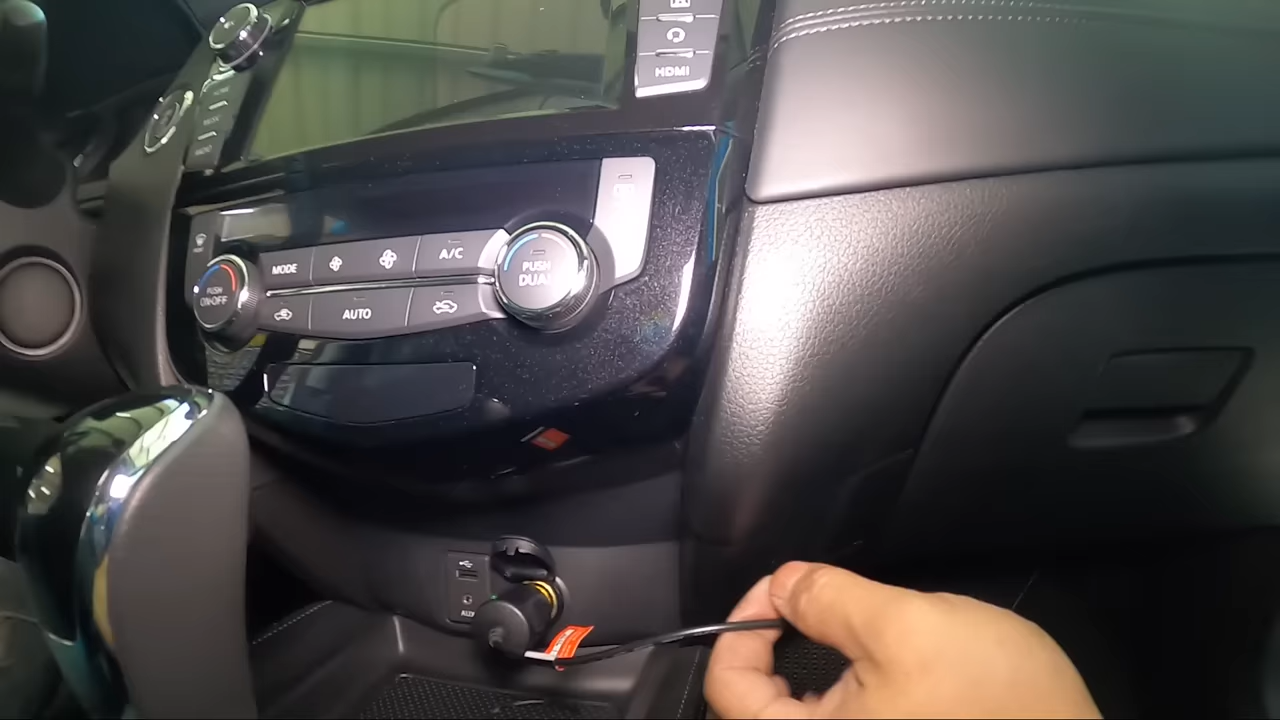 HDMI
MODE
A/C
PUSH
DUAL
PUSH
ON·OFF
AUTO
AUX